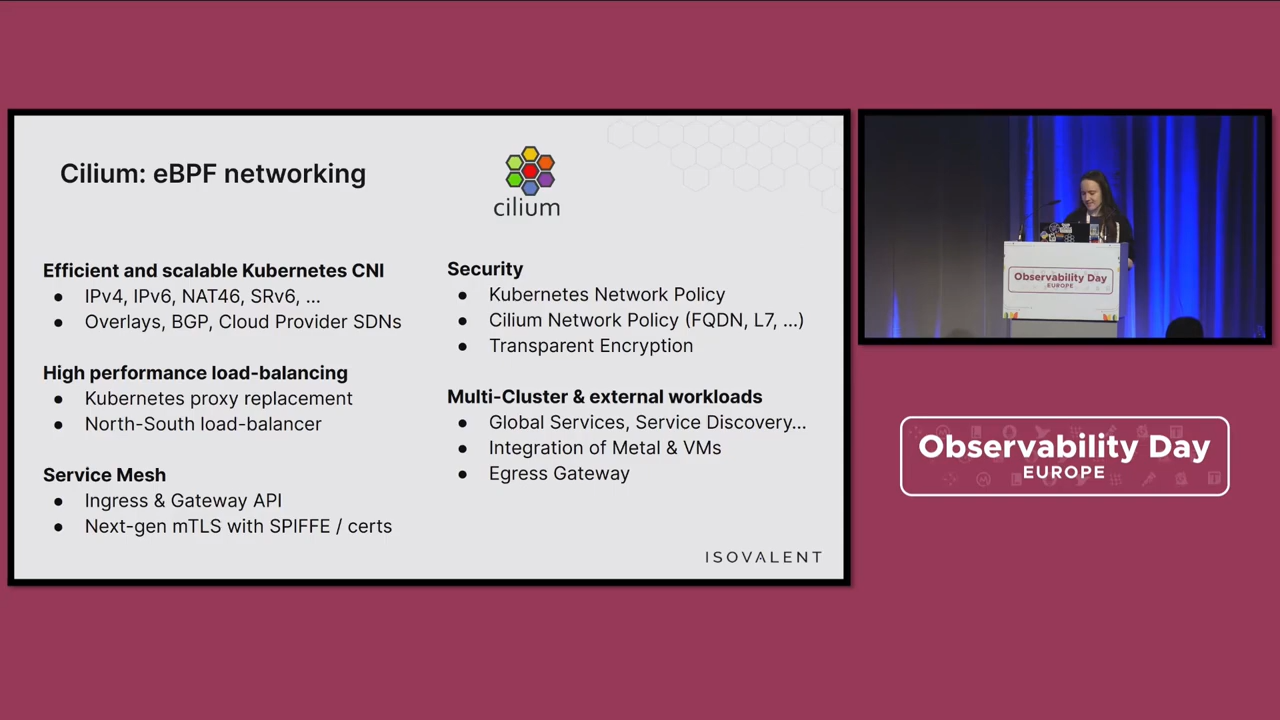 Cilium: eBPF networking
cilium
Efficient and scalable Kubernetes CNI
● IPv4, IPv6, NAT46, SRv6, ...
● Overlays, BGP, Cloud Provider SDNs
High performance load-balancing
● Kubernetes proxy replacement
● North-South load-balancer
Service Mesh
● Ingress & Gateway API
● Next-gen mTLS with SPIFFE / certs
Security
● Kubernetes Network Policy
● Cilium Network Policy (FQDN, L7, ...)
● Transparent Encryption
Multi-Cluster & external workloads
● Global Services, Service Discovery...
● Integration of Metal & VMs
● Egress Gateway
ISOVALENT
Observability Day
EUROPE
Observability Day
EUROPE